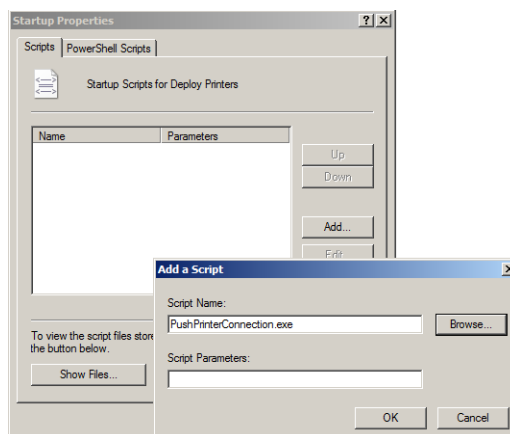 Startup Properties
Scripts
PowerShell Scripts
Startup Scripts for Deploy Printers
Name
Parameters
Up
Down
Add...
Edit
Add a Script
Script Name:
PushPrinterConnection.exe
Browse...
Script Parameters:
To view the script files store
the button below.
Show Files...
OK
Cancel